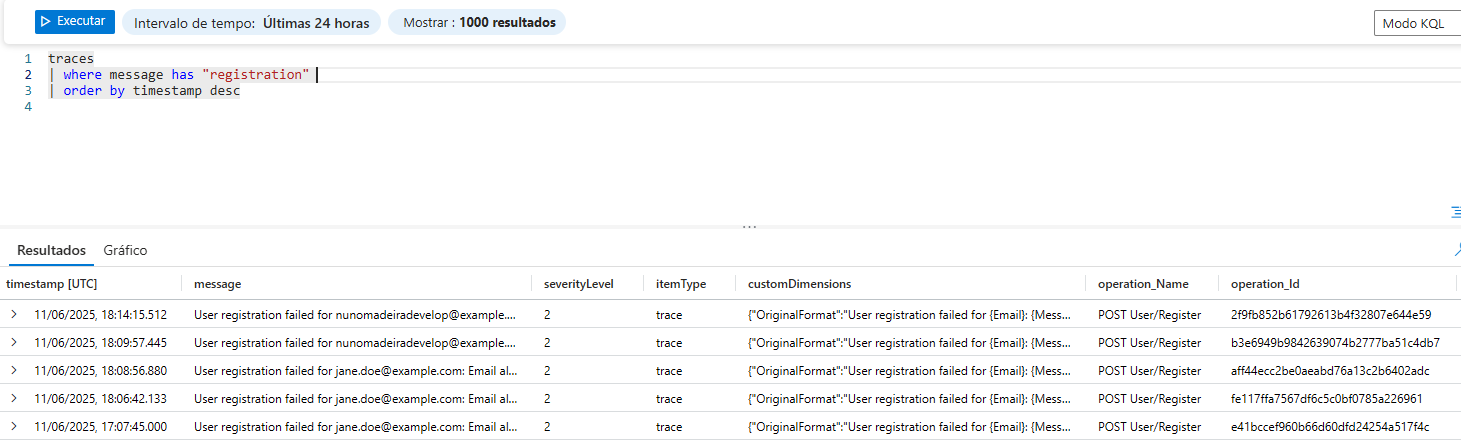 Executar Intervalo de tempo: Últimas 24 horas Mostrar : 1000 resultados Modo KQL
1 traces
2 | where message has "registration"
3 | order by timestamp desc
4
Resultados Gráfico
timestamp [UTC] message severityLevel itemType customDimensions operation_Name operation_Id
11/06/2025, 18:14:15.512 User registration failed for nunomadeiradevelop@example.... 2 trace {"OriginalFormat":"User registration failed for {Email}: {Mess... POST User/Register 2f9fb852b61792613b4f32807e644e59
11/06/2025, 18:09:57.445 User registration failed for nunomadeiradevelop@example.... 2 trace {"OriginalFormat":"User registration failed for {Email}: {Mess... POST User/Register b3e6949b9842639074b2777ba51c4db7
11/06/2025, 18:08:56.880 User registration failed for jane.doe@example.com: Email al... 2 trace {"OriginalFormat":"User registration failed for {Email}: {Mess... POST User/Register aff44ecc2be0aeabd76a13c2b6402adc
11/06/2025, 18:06:42.133 User registration failed for jane.doe@example.com: Email al... 2 trace {"OriginalFormat":"User registration failed for {Email}: {Mess... POST User/Register fe117ffa7567df6c5c0bf0785a226961
11/06/2025, 17:07:45.000 User registration failed for jane.doe@example.com: Email al... 2 trace {"OriginalFormat":"User registration failed for {Email}: {Mess... POST User/Register e41bccef960b66d60dfd24254a517f4c